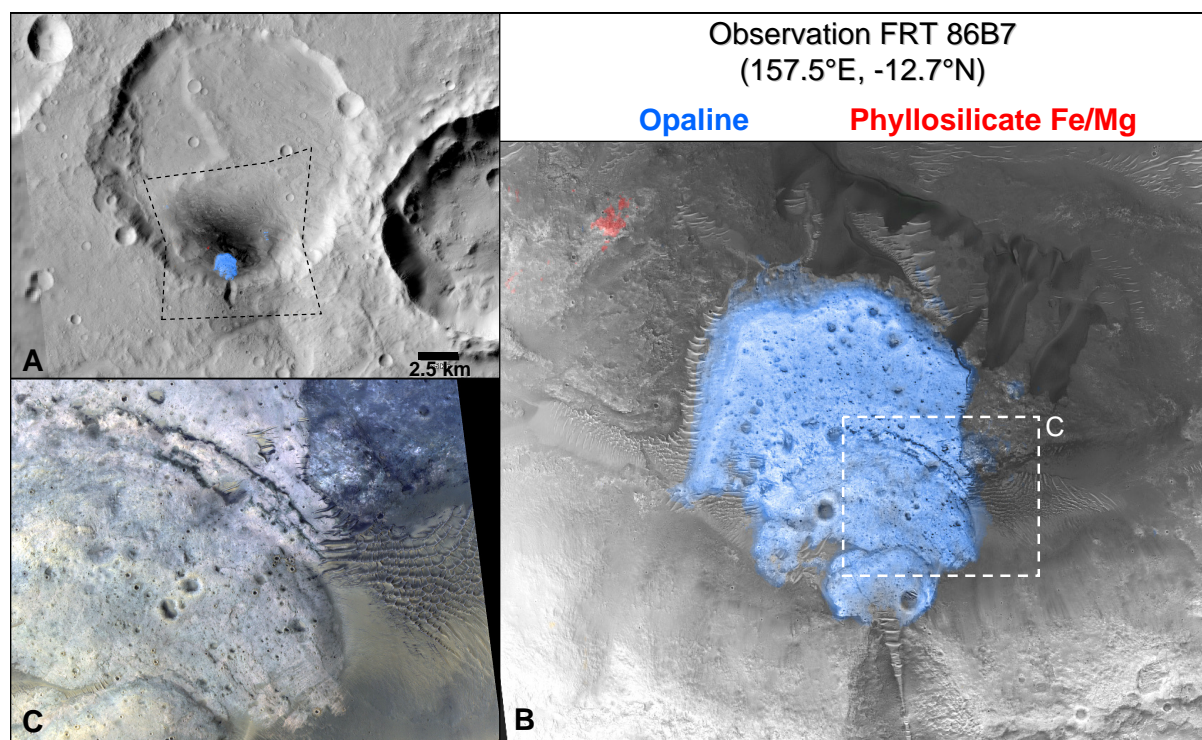 Observation FRT 86B7
(157.5°E, -12.7°N)
Opaline Phyllosilicate Fe/Mg
A
2.5 km
C
B
C